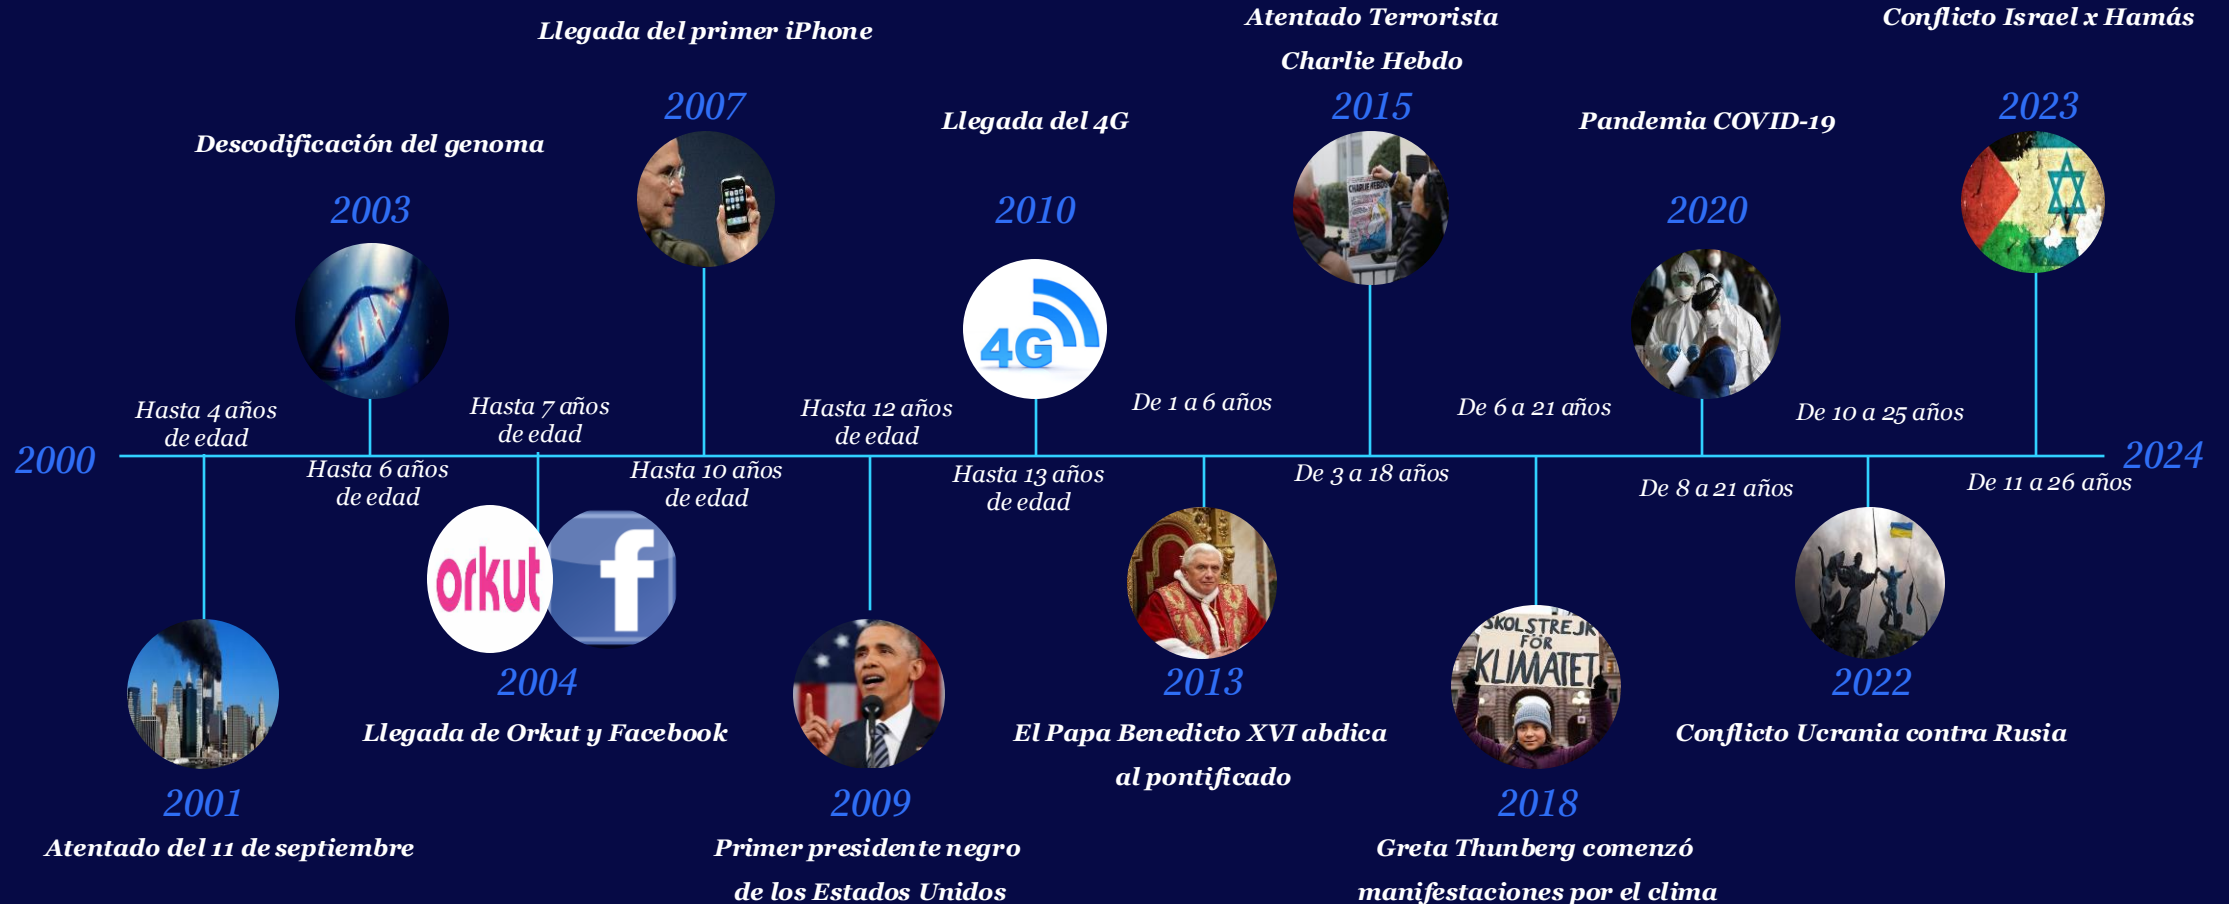 Llegada del primer iPhone
Atentado Terrorista
Charlie Hebdo
Conflicto Israel x Hamás
2007
2015
2023
Llegada del 4G
Pandemia COVID-19
Descodificación del genoma
2003
2010
2020
CHARLIE HEBDO
4G
Hasta 4 años
de edad
Hasta 7 años
de edad
Hasta 12 años
de edad
De 1 a 6 años
De 6 a 21 años
De 10 a 25 años
2000
2024
Hasta 6 años
de edad
Hasta 10 años
de edad
Hasta 13 años
de edad
De 3 a 18 años
De 8 a 21 años
De 11 a 26 años
orkut
f
SKOLSTREJK
FÖR
KLIMATET
2004
2013
2022
Llegada de Orkut y Facebook
El Papa Benedicto XVI abdica
al pontificado
Conflicto Ucrania contra Rusia
2001
2009
2018
Atentado del 11 de septiembre
Primer presidente negro
de los Estados Unidos
Greta Thunberg comenzó
manifestaciones por el clima